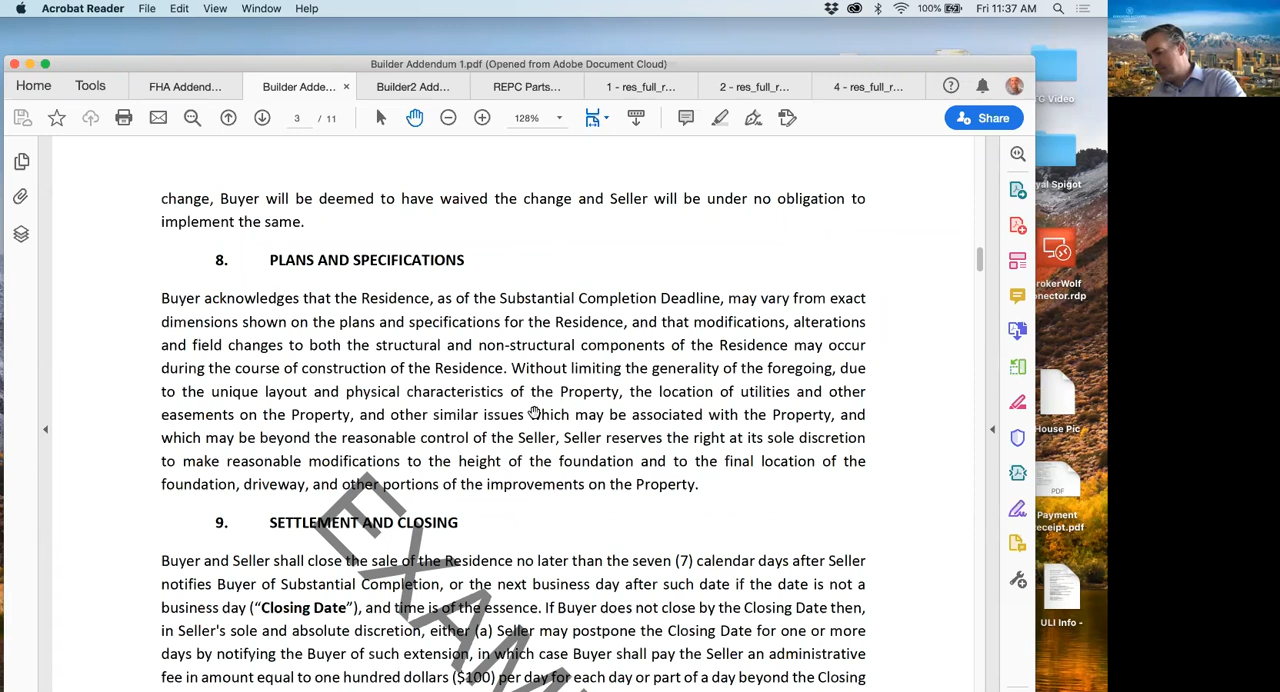 Acrobat Reader File Edit View Window Help 100% Fri 11:37 AM
Builder Addendum 1.pdf (Opened from Adobe Document Cloud)
Home Tools FHA Addend... Builder Adde... × Builder2 Add... REPC Parts... 1 - res_full_r... 2 - res_full_r... 4 - res_full_r...
3 / 11 128% Share
change, Buyer will be deemed to have waived the change and Seller will be under no obligation to
implement the same.
8. PLANS AND SPECIFICATIONS
Buyer acknowledges that the Residence, as of the Substantial Completion Deadline, may vary from exact
dimensions shown on the plans and specifications for the Residence, and that modifications, alterations
and field changes to both the structural and non-structural components of the Residence may occur
during the course of construction of the Residence. Without limiting the generality of the foregoing, due
to the unique layout and physical characteristics of the Property, the location of utilities and other
easements on the Property, and other similar issues which may be associated with the Property, and
which may be beyond the reasonable control of the Seller, Seller reserves the right at its sole discretion
to make reasonable modifications to the height of the foundation and to the final location of the
foundation, driveway, and other portions of the improvements on the Property.
9. SETTLEMENT AND CLOSING
Buyer and Seller shall close the sale of the Residence no later than the seven (7) calendar days after Seller
notifies Buyer of Substantial Completion, or the next business day after such date if the date is not a
business day (“Closing Date”), and time is of the essence. If Buyer does not close by the Closing Date then,
in Seller's sole and absolute discretion, either (a) Seller may postpone the Closing Date for one or more
days by notifying the Buyer of such extension, in which case Buyer shall pay the Seller an administrative
fee in amount equal to one hundred dollars ($100) per day for each day or part of a day beyond the Closing
TG Video
yal Spigot
rokerWolf
nector.rdp
House Pic
PDF
Payment
eceipt.pdf
ULI Info -